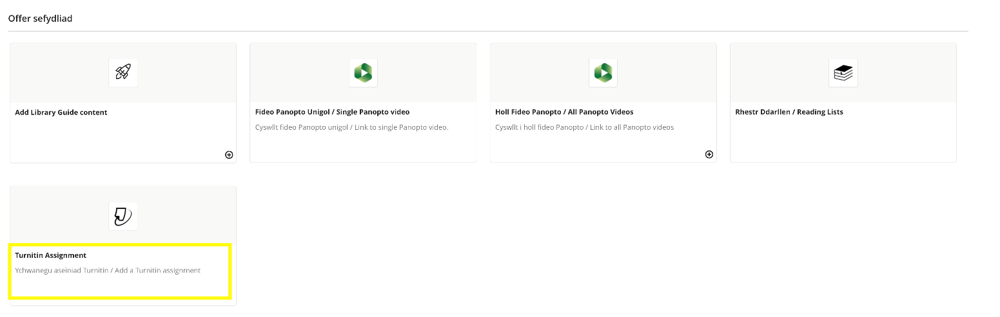 Offer sefydliad
Add Library Guide content
Fideo Panopto Unigol / Single Panopto video
Cyswllt fideo Panopto unigol / Link to single Panopto video.
Holl Fideo Panopto / All Panopto Videos
Cyswllt i holl fideo Panopto / Link to all Panopto videos
Rhestr Ddarllen / Reading Lists
Turnitin Assignment
Ychwanegu aseiniad Turnitin / Add a Turnitin assignment